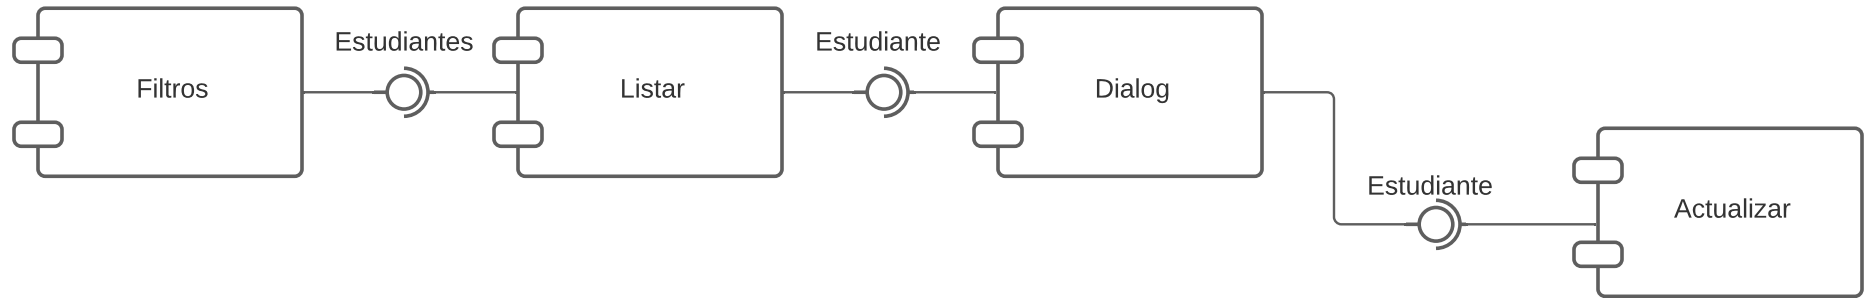 Estudiantes
Estudiante
Filtros
Listar
Dialog
Estudiante
Actualizar